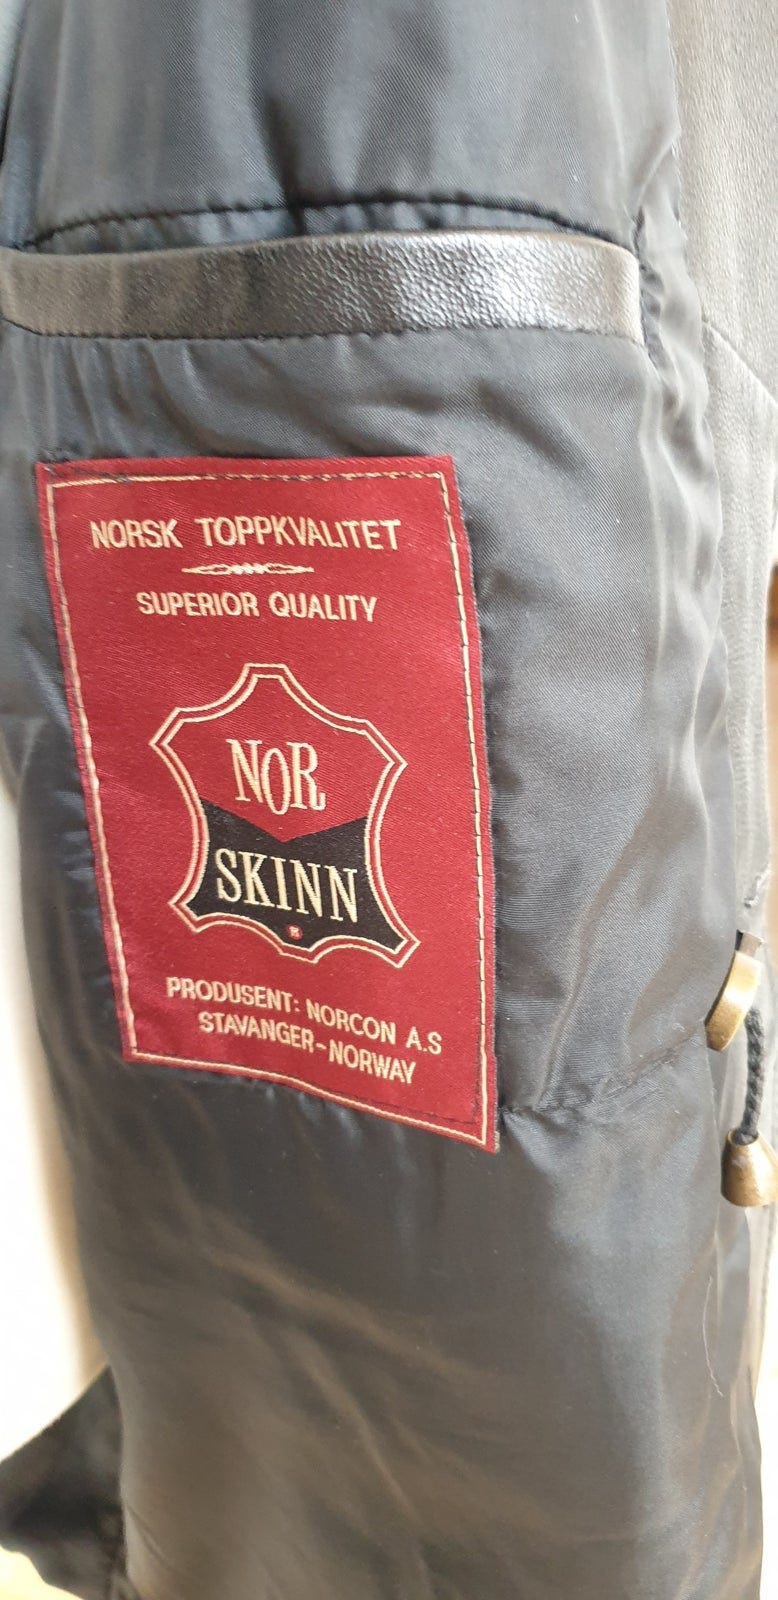 NORSK TOPPKVALITET
SUPERIOR QUALITY
NOR
SKINN
PRODUSENT: NORCON A.S
STAVANGER-NORWAY